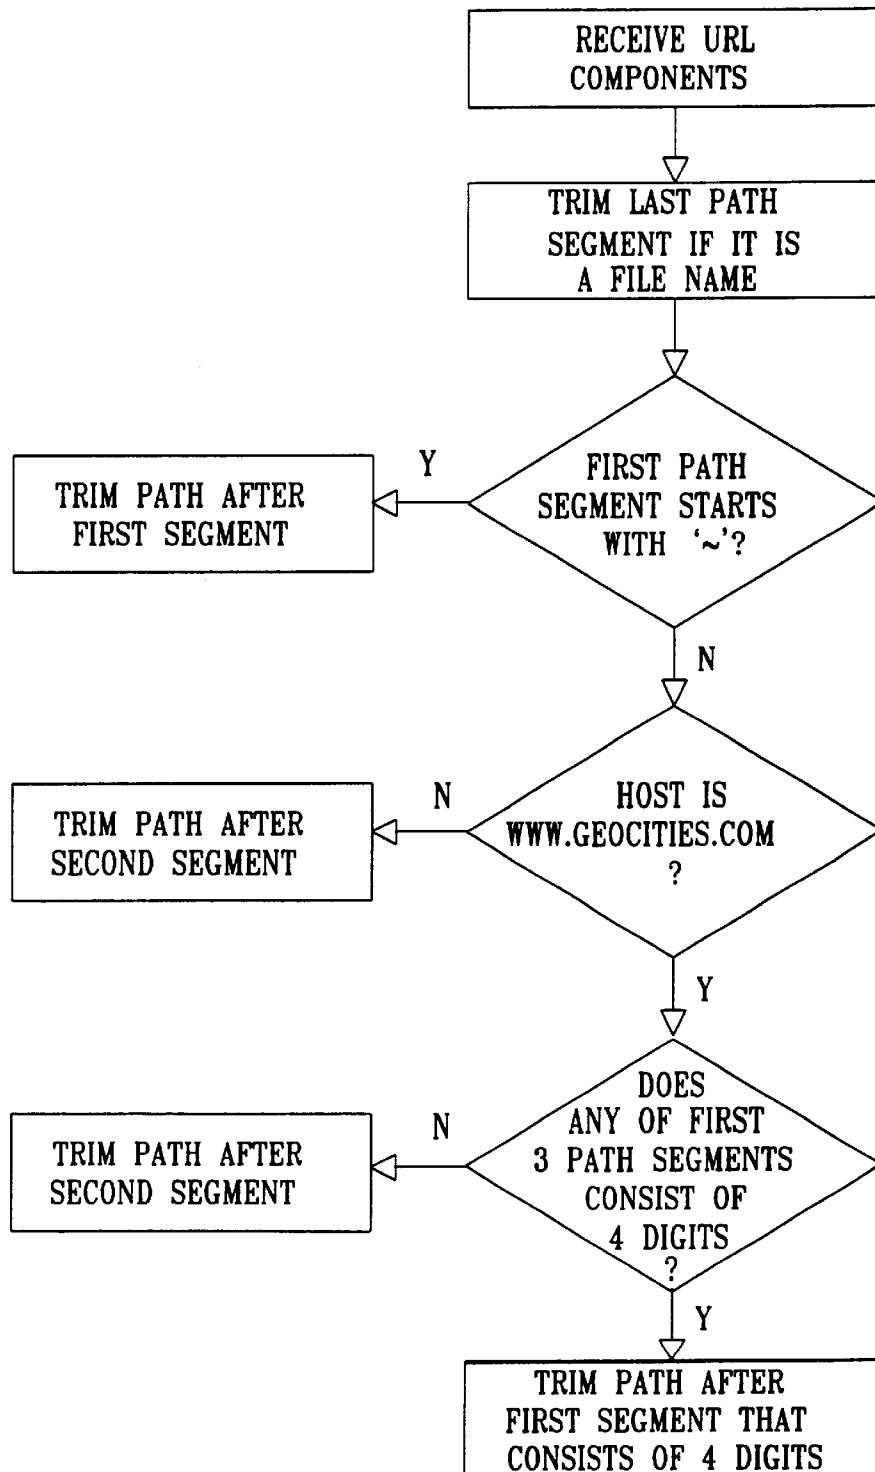 RECEIVE URL
COMPONENTS
TRIM LAST PATH
SEGMENT IF IT IS
A FILE NAME
FIRST PATH
SEGMENT STARTS
WITH ‘~’?
Y
TRIM PATH AFTER
FIRST SEGMENT
N
HOST IS
WWW.GEOCITIES.COM
?
N
TRIM PATH AFTER
SECOND SEGMENT
Y
DOES
ANY OF FIRST
3 PATH SEGMENTS
CONSIST OF
4 DIGITS
?
N
TRIM PATH AFTER
SECOND SEGMENT
Y
TRIM PATH AFTER
FIRST SEGMENT THAT
CONSISTS OF 4 DIGITS